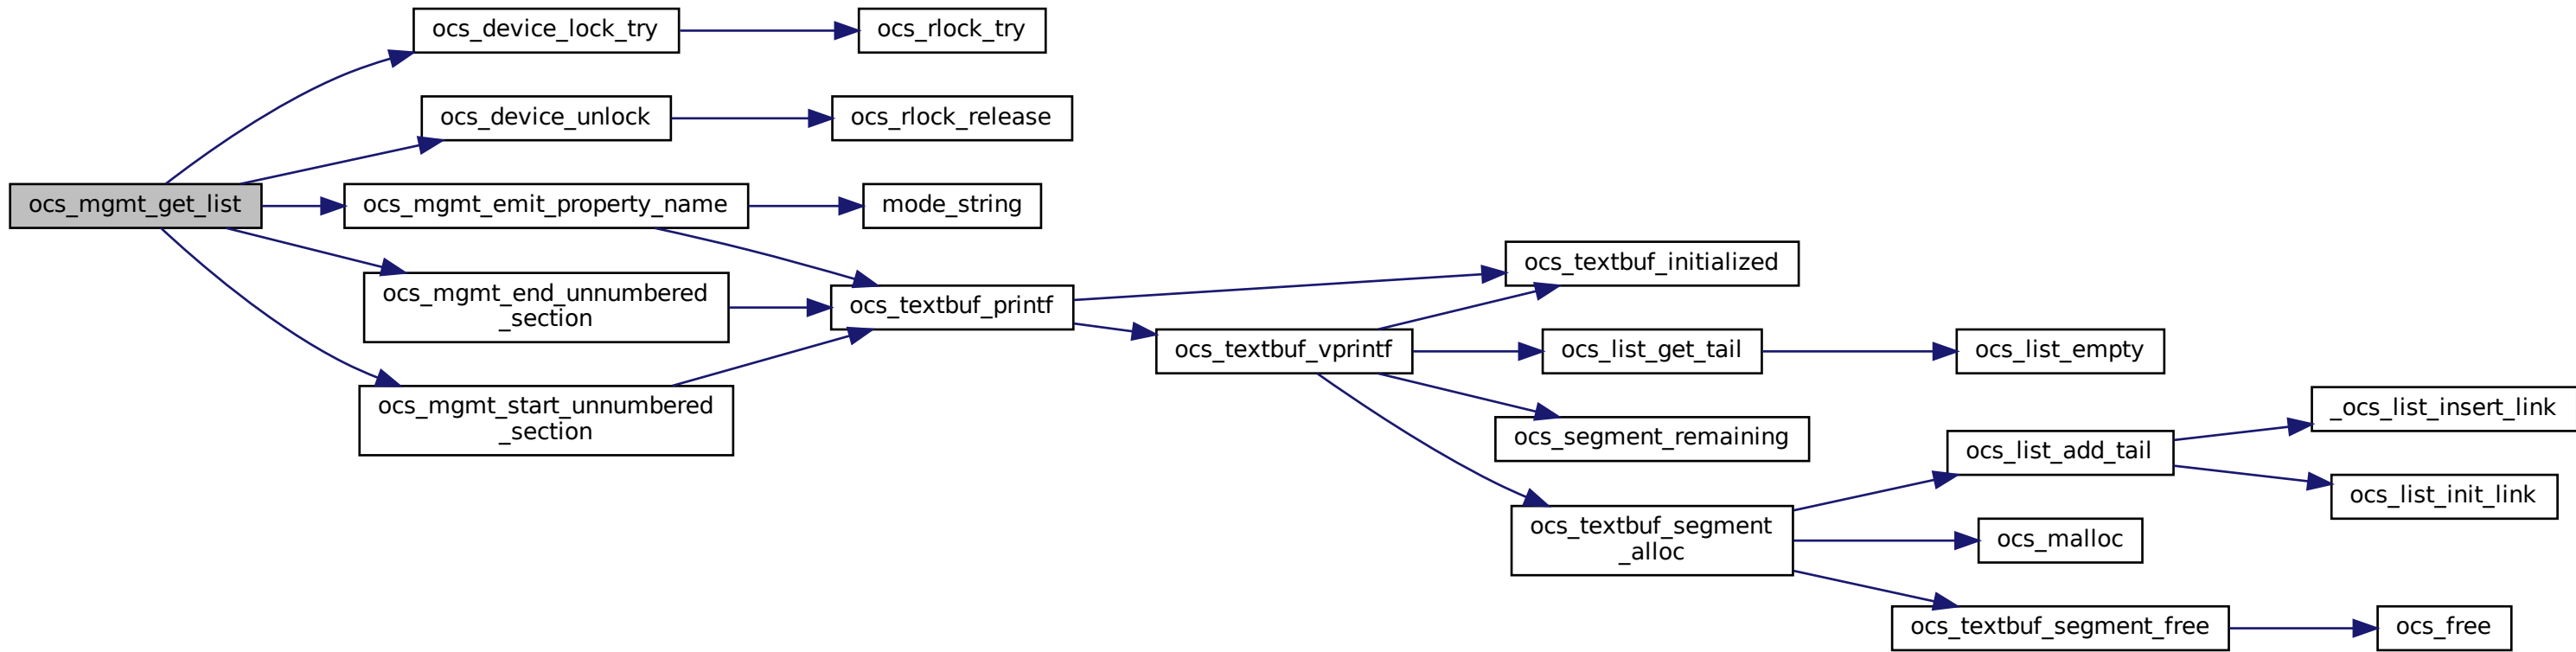 ocs_device_lock_try
ocs_rlock_try
ocs_device_unlock
ocs_rlock_release
ocs_mgmt_get_list
ocs_mgmt_emit_property_name
mode_string
ocs_mgmt_end_unnumbered
_section
ocs_textbuf_printf
ocs_mgmt_start_unnumbered
_section
ocs_textbuf_initialized
ocs_textbuf_vprintf
ocs_list_get_tail
ocs_list_empty
ocs_segment_remaining
ocs_textbuf_segment
_alloc
ocs_list_add_tail
_ocs_list_insert_link
ocs_list_init_link
ocs_malloc
ocs_textbuf_segment_free
ocs_free